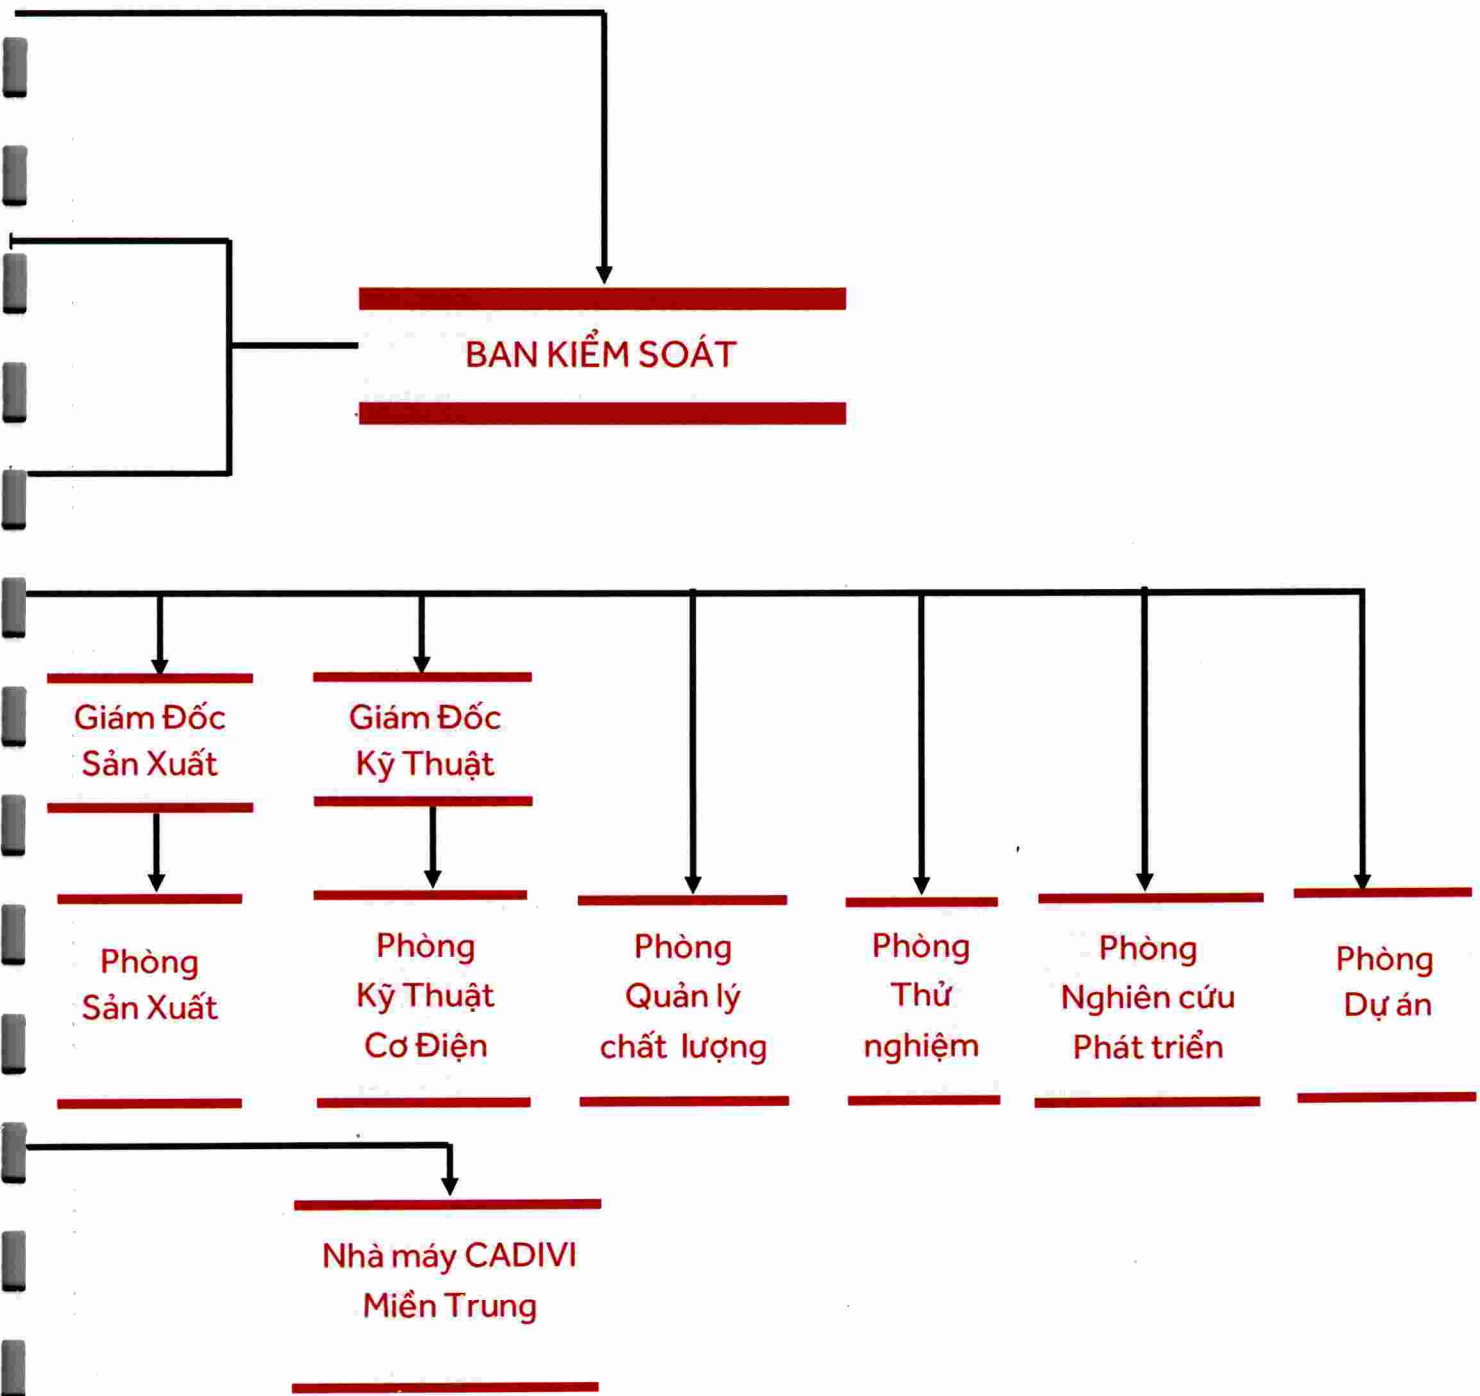 BAN KIỂM SOÁT
Giám Đốc
Sản Xuất
Giám Đốc
Kỹ Thuật
Phòng
Sản Xuất
Phòng
Kỹ Thuật
Cơ Điện
Phòng
Quản lý
chất lượng
Phòng
Thử
nghiệm
Phòng
Nghiên cứu
Phát triển
Phòng
Dự án
Nhà máy CADIVI
Miền Trung